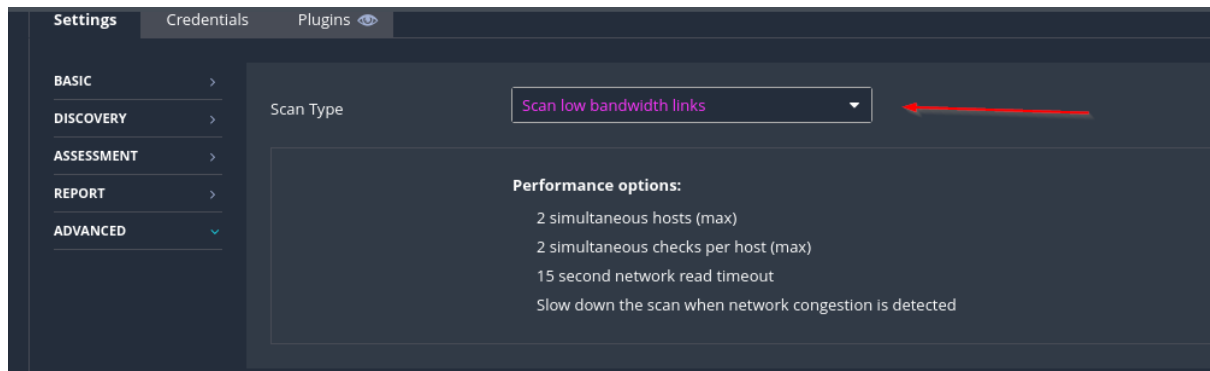 Settings Credentials Plugins
BASIC
DISCOVERY
ASSESSMENT
REPORT
ADVANCED
Scan Type Scan low bandwidth links
Performance options:
2 simultaneous hosts (max)
2 simultaneous checks per host (max)
15 second network read timeout
Slow down the scan when network congestion is detected